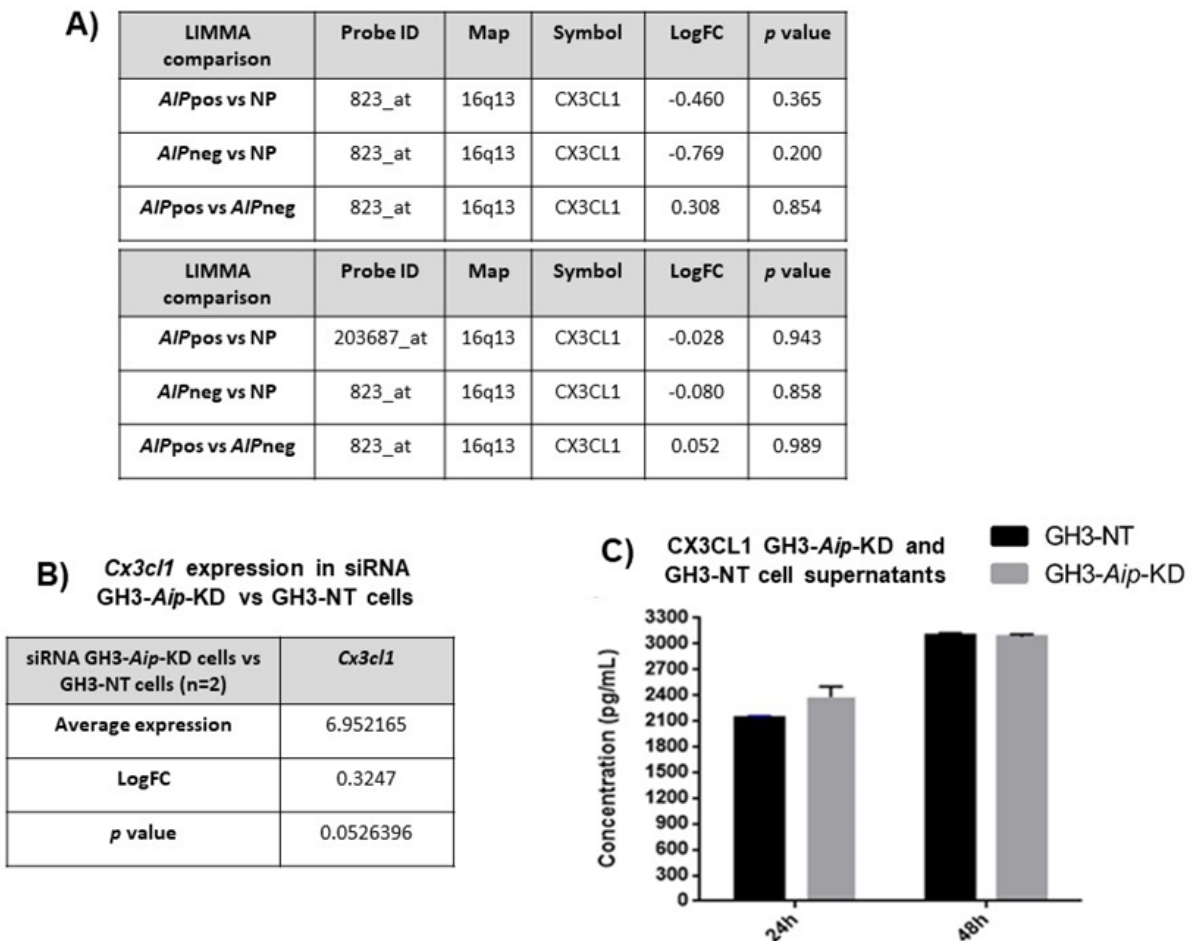 A)
LIMMA comparison Probe ID Map Symbol LogFC p value
AIPpos vs NP 823_at 16q13 CX3CL1 -0.460 0.365
AIPneg vs NP 823_at 16q13 CX3CL1 -0.769 0.200
AIPpos vs AIPneg 823_at 16q13 CX3CL1 0.308 0.854
LIMMA comparison Probe ID Map Symbol LogFC p value
AIPpos vs NP 203687_at 16q13 CX3CL1 -0.028 0.943
AIPneg vs NP 823_at 16q13 CX3CL1 -0.080 0.858
AIPpos vs AIPneg 823_at 16q13 CX3CL1 0.052 0.989
B)
Cx3cl1 expression in siRNA
GH3-Aip-KD vs GH3-NT cells
siRNA GH3-Aip-KD cells vs GH3-NT cells (n=2) Cx3cl1
Average expression 6.952165
LogFC 0.3247
p value 0.0526396
C)
CX3CL1 GH3-Aip-KD and
GH3-NT cell supernatants
GH3-NT
GH3-Aip-KD
Concentration (pg/mL)
3300
3000
2700
2400
2100
1800
1500
1200
900
600
300
0
24h
48h